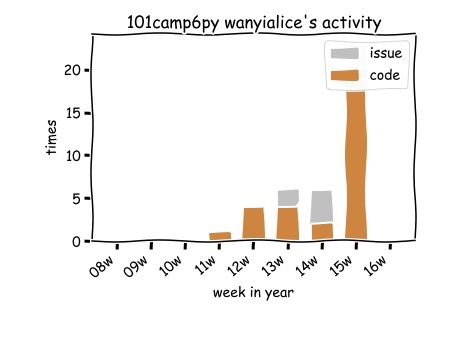 101camp6py wanyialice's activity
issue
code
20
15
10
5
0
times
08w 09w 10w 11w 12w 13w 14w 15w 16w
week in year